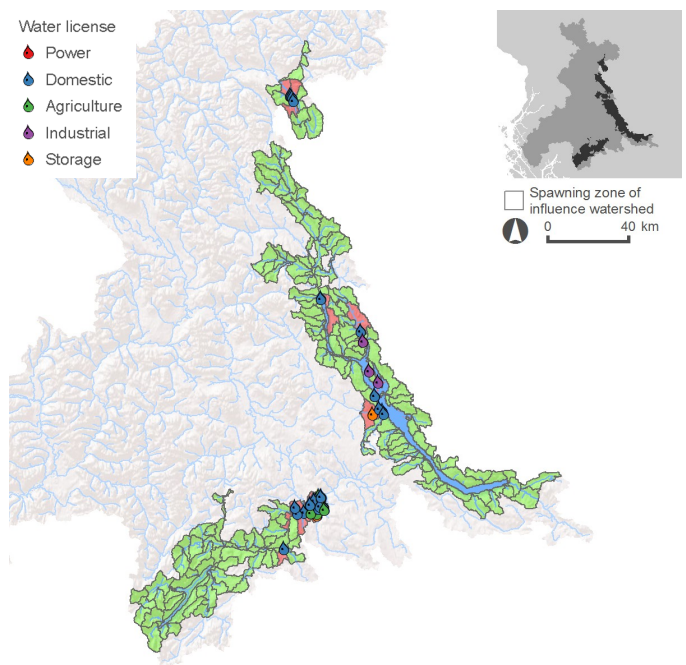 Water license
Power
Domestic
Agriculture
Industrial
Storage
Spawning zone of
influence watershed
0 40 km